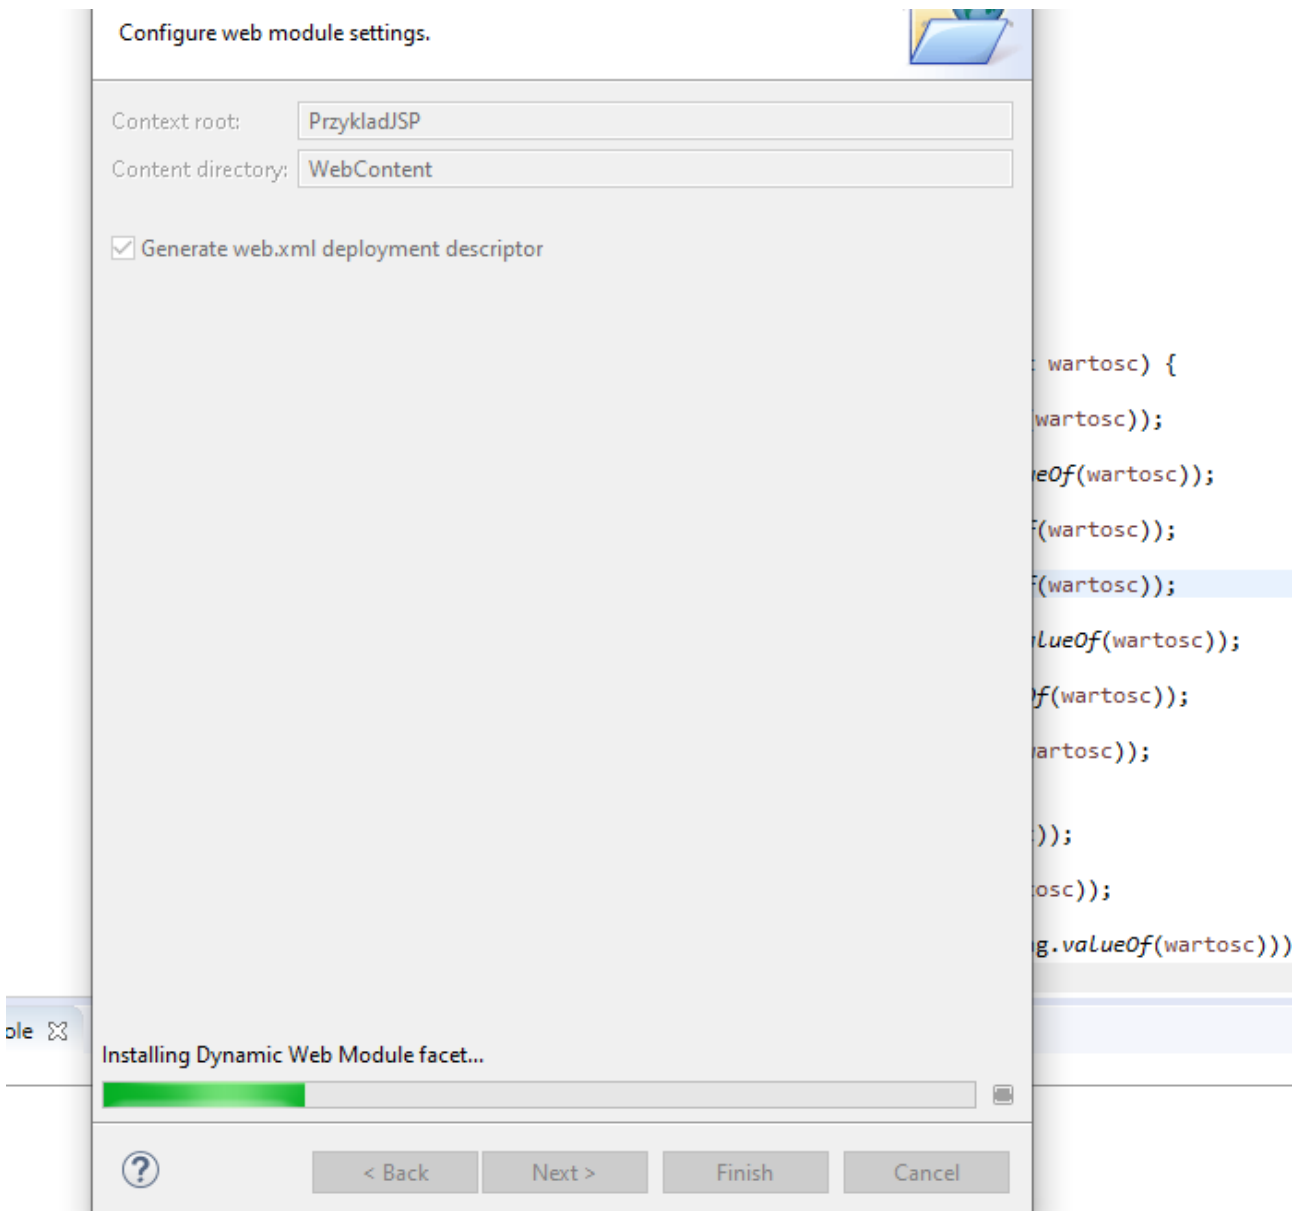 Configure web module settings.
Context root: PrzykladJSP
Content directory: WebContent
Generate web.xml deployment descriptor
wartosc) {
(wartosc));
eOf(wartosc));
(wartosc));
(wartosc));
lueOf(wartosc));
f(wartosc));
artosc));
));
osc));
g.valueOf(wartosc)))
ole
Installing Dynamic Web Module facet...
< Back Next > Finish Cancel